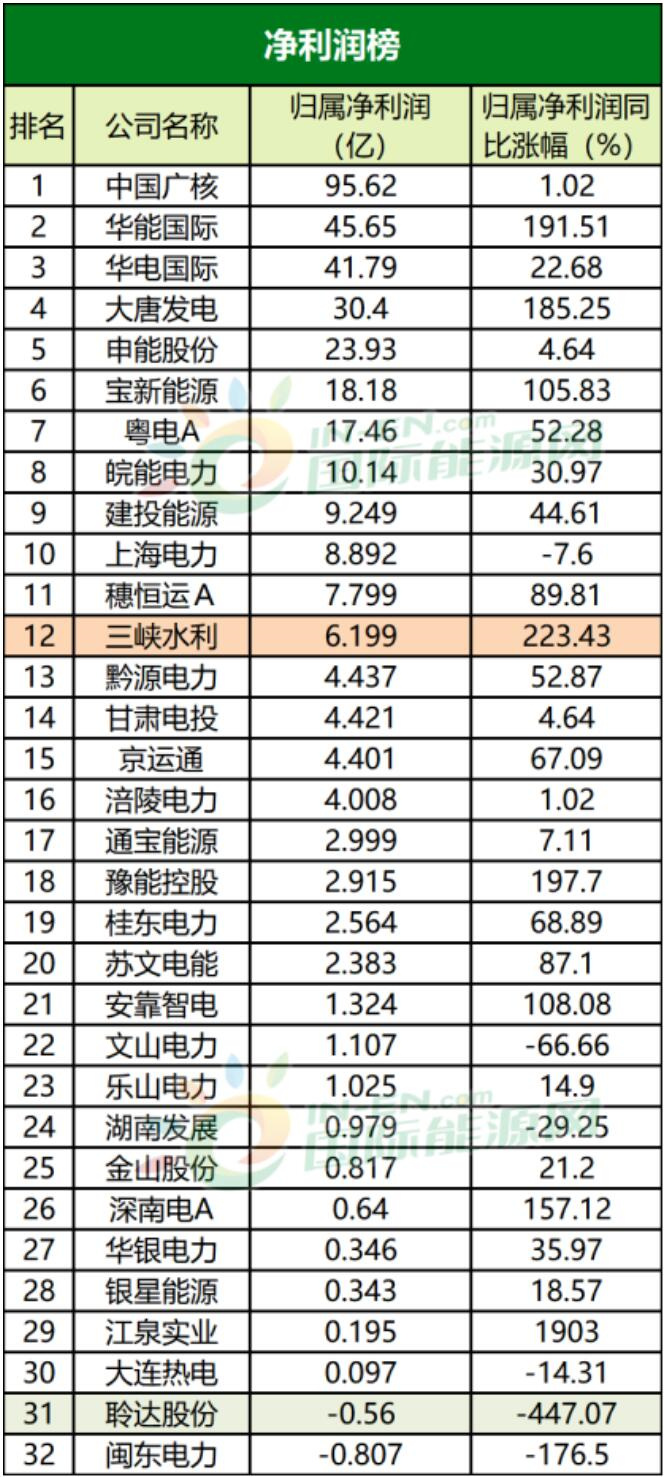 净利润榜
排名 公司名称 归属净利润（亿） 归属净利润同比涨幅（%）
1 中国广核 95.62 1.02
2 华能国际 45.65 191.51
3 华电国际 41.79 22.68
4 大唐发电 30.4 185.25
5 申能股份 23.93 4.64
6 宝新能源 18.18 105.83
7 粤电A 17.46 52.28
8 皖能电力 10.14 30.97
9 建投能源 9.249 44.61
10 上海电力 8.892 -7.6
11 穗恒运A 7.799 89.81
12 三峡水利 6.199 223.43
13 黔源电力 4.437 52.87
14 甘肃电投 4.421 4.64
15 京运通 4.401 67.09
16 涪陵电力 4.008 1.02
17 通宝能源 2.999 7.11
18 豫能控股 2.915 197.7
19 桂东电力 2.564 68.89
20 苏文电能 2.383 87.1
21 安靠智电 1.324 108.08
22 文山电力 1.107 -66.66
23 乐山电力 1.025 14.9
24 湖南发展 0.979 -29.25
25 金山股份 0.817 21.2
26 深南电A 0.64 157.12
27 华银电力 0.346 35.97
28 银星能源 0.343 18.57
29 江泉实业 0.195 1903
30 大连热电 0.097 -14.31
31 聆达股份 -0.56 -447.07
32 闽东电力 -0.807 -176.5
IN-EN.com
国际能源网
IN-EN.com
国际能源网